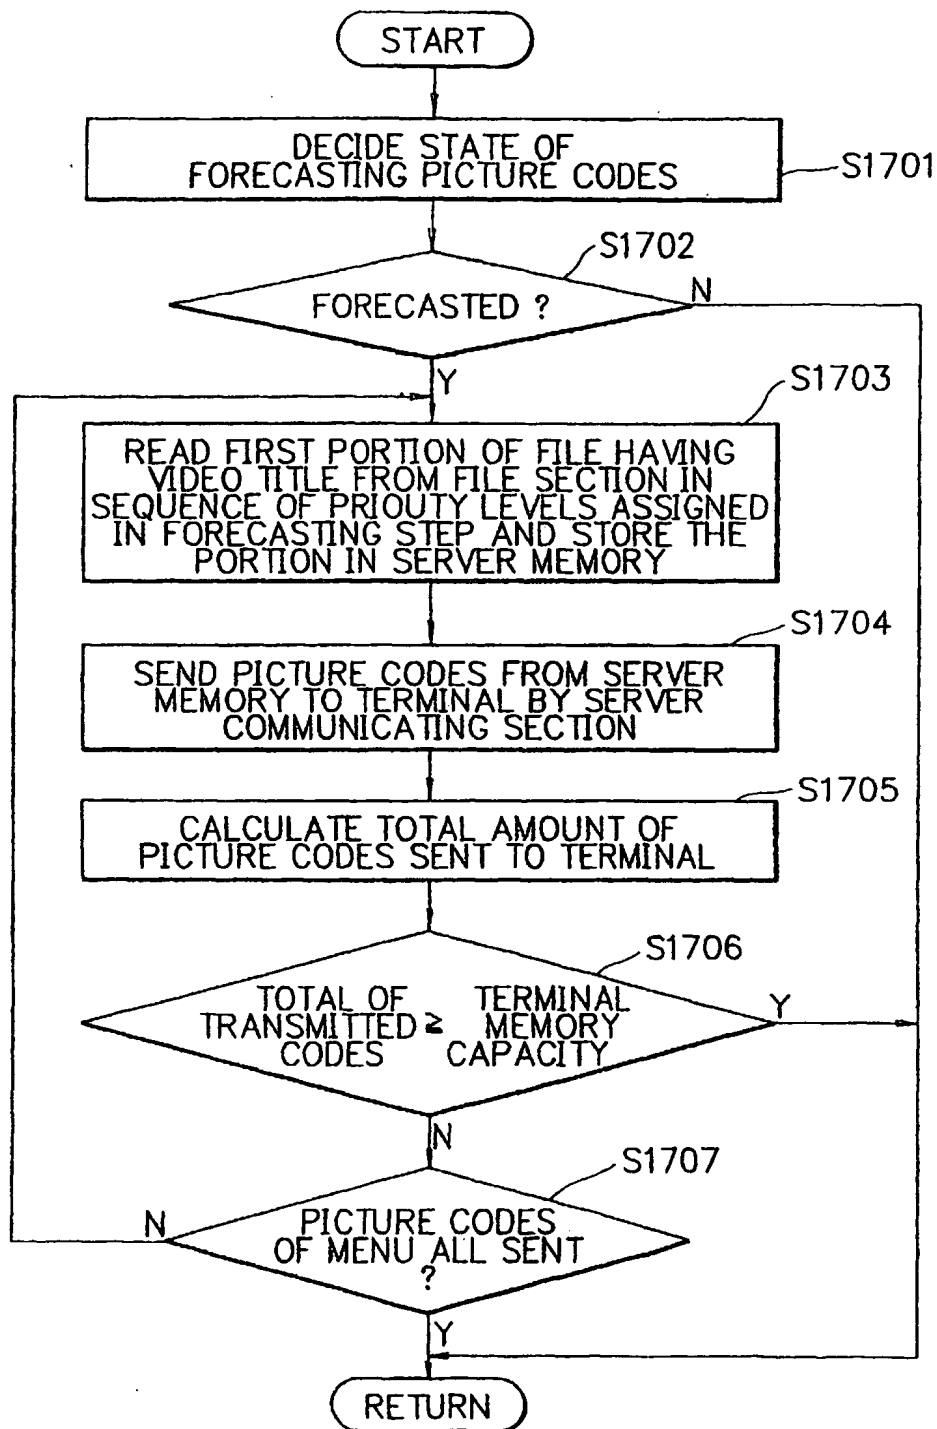 START
DECIDE STATE OF
FORECASTING PICTURE CODES
S1701
S1702
FORECASTED ?
N
Y
S1703
READ FIRST PORTION OF FILE HAVING
VIDEO TITLE FROM FILE SECTION IN
SEQUENCE OF PRIOUTY LEVELS ASSIGNED
IN FORECASTING STEP AND STORE THE
PORTION IN SERVER MEMORY
S1704
SEND PICTURE CODES FROM SERVER
MEMORY TO TERMINAL BY SERVER
COMMUNICATING SECTION
S1705
CALCULATE TOTAL AMOUNT OF
PICTURE CODES SENT TO TERMINAL
S1706
TOTAL OF TERMINAL
TRANSMITTED ≥ MEMORY
CODES CAPACITY
Y
N
S1707
PICTURE CODES
OF MENU ALL SENT
?
N
Y
RETURN